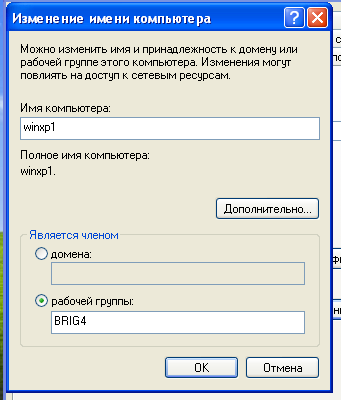 Изменение имени компьютера
Можно изменить имя и принадлежность к домену или
рабочей группе этого компьютера. Изменения могут
повлиять на доступ к сетевым ресурсам.
Имя компьютера:
winxp1
Полное имя компьютера:
winxp1.
Дополнительно...
Является членом
домена:
рабочей группы:
BRIG4
OK
Отмена